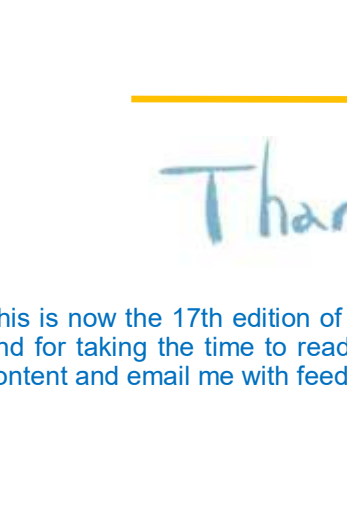 Than
his is now the 17th edition of
nd for taking the time to read
ontent and email me with feed